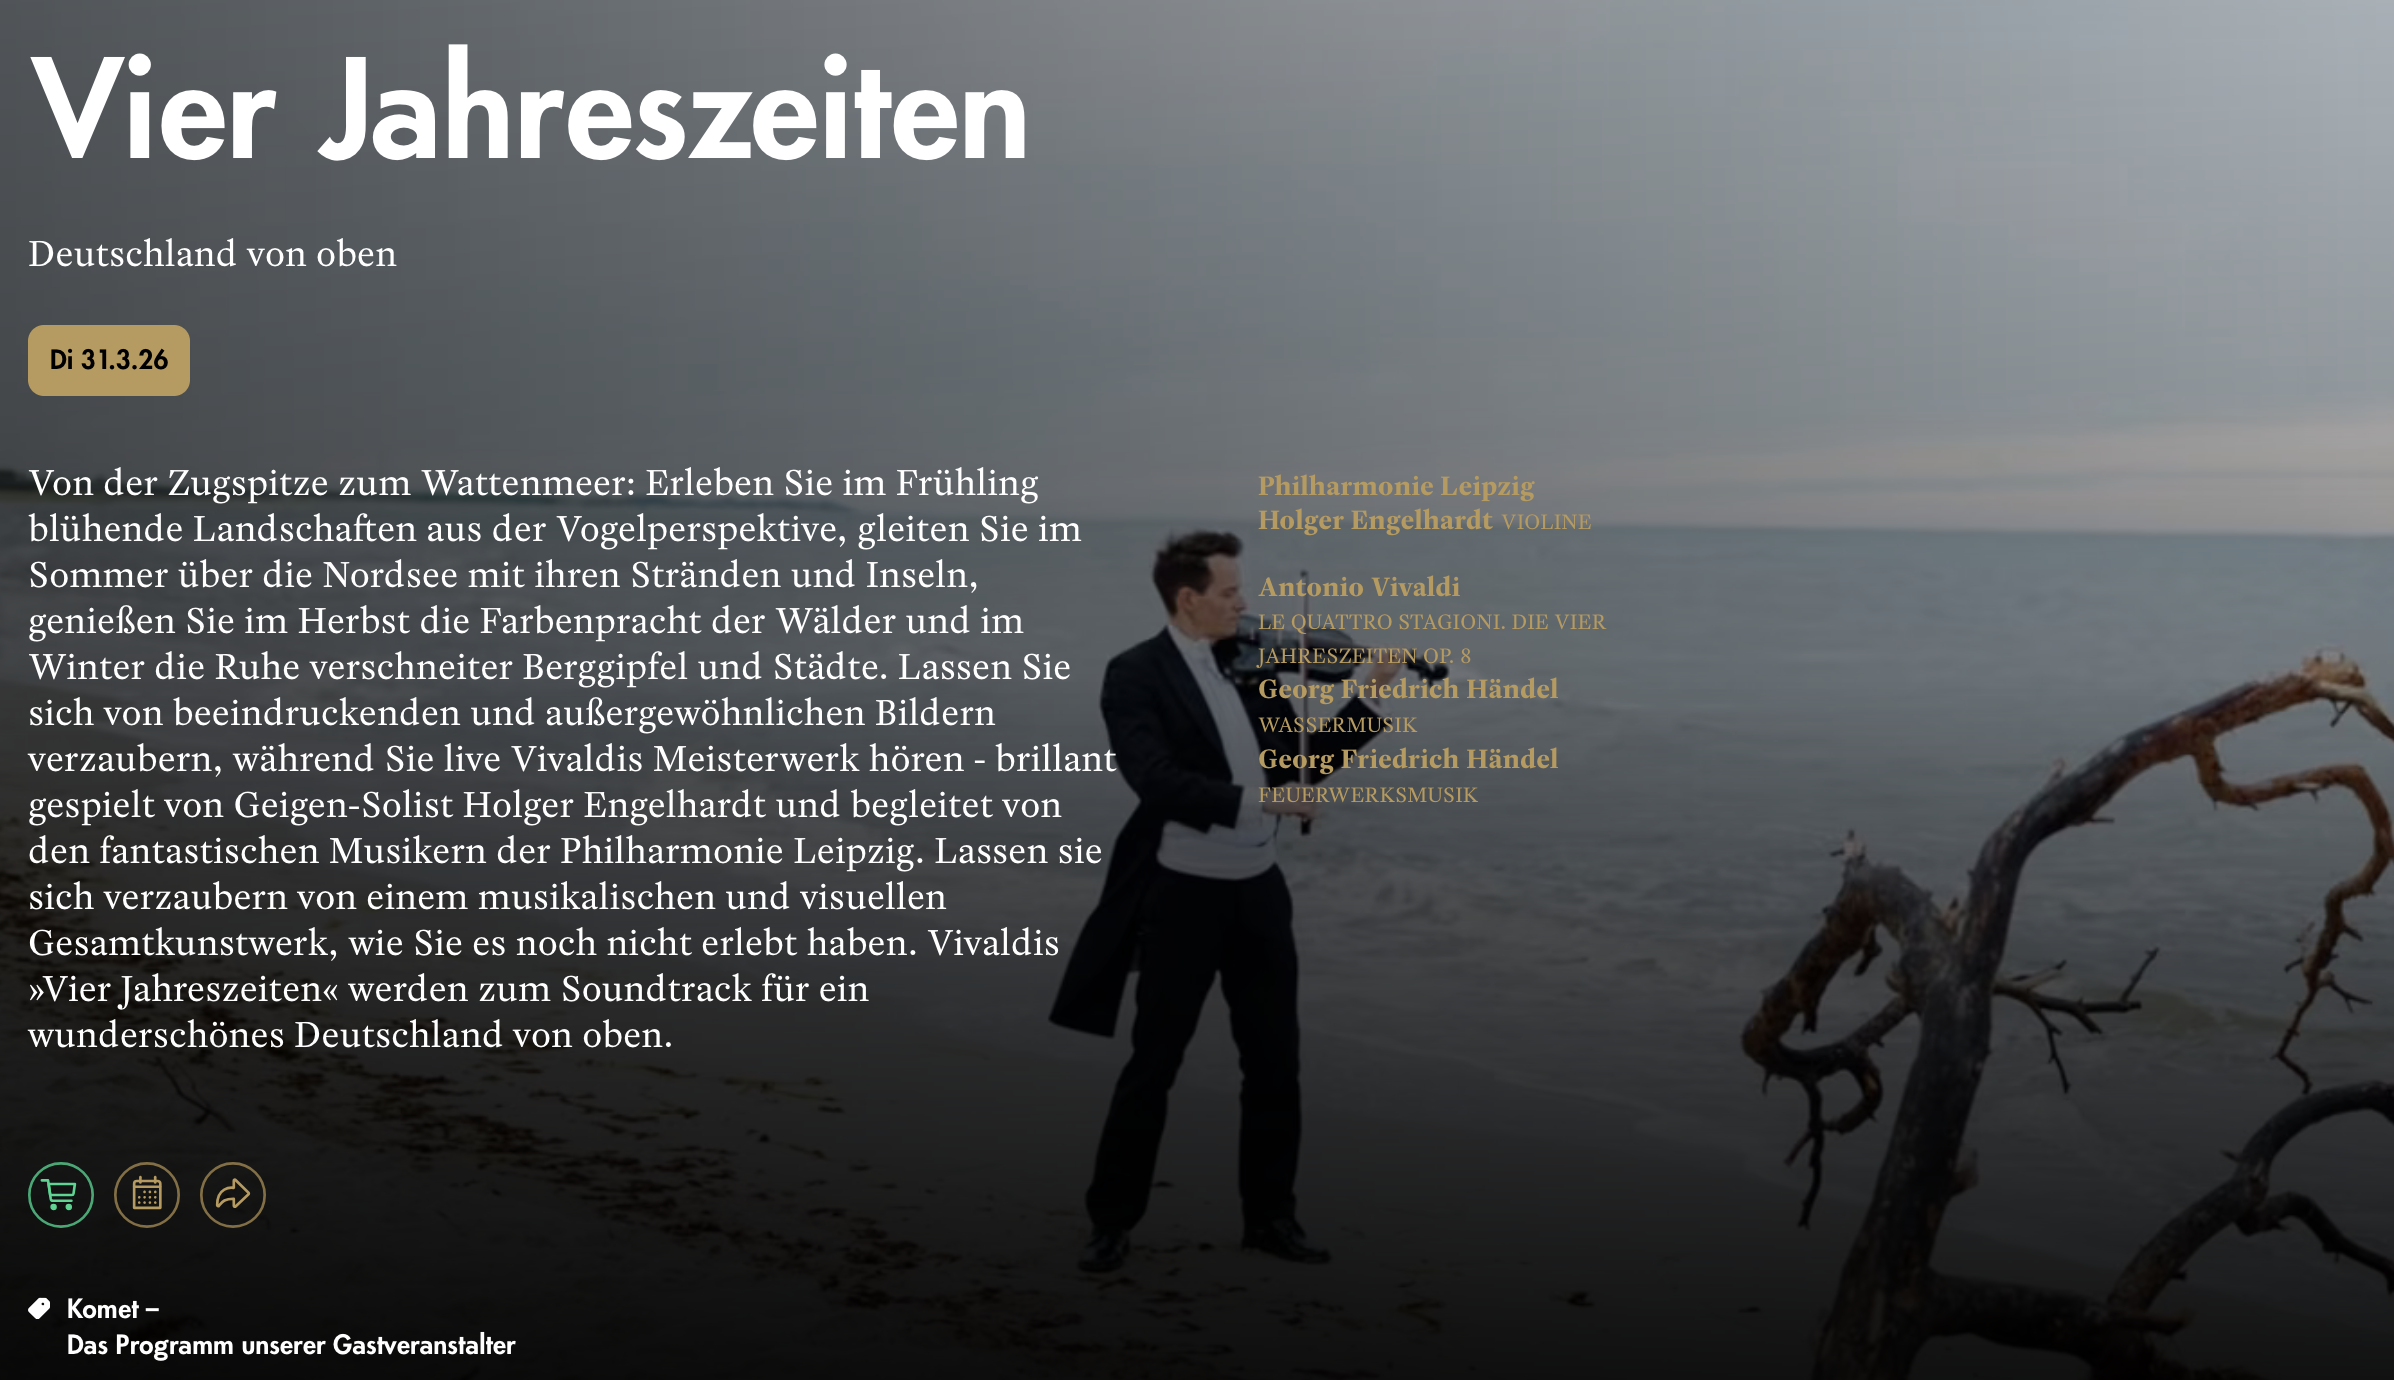 Vier Jahreszeiten
Deutschland von oben
Di 31.3.26
Von der Zugspitze zum Wattenmeer: Erleben Sie im Frühling
blühende Landschaften aus der Vogelperspektive, gleiten Sie im
Sommer über die Nordsee mit ihren Stränden und Inseln,
genießen Sie im Herbst die Farbenpracht der Wälder und im
Winter die Ruhe verschneiter Berggipfel und Städte. Lassen Sie
sich von beeindruckenden und außergewöhnlichen Bildern
verzaubern, während Sie live Vivaldis Meisterwerk hören - brillant
gespielt von Geigen-Solist Holger Engelhardt und begleitet von
den fantastischen Musikern der Philharmonie Leipzig. Lassen sie
sich verzaubern von einem musikalischen und visuellen
Gesamtkunstwerk, wie Sie es noch nicht erlebt haben. Vivaldis
»Vier Jahreszeiten« werden zum Soundtrack für ein
wunderschönes Deutschland von oben.
Philharmonie Leipzig
Holger Engelhardt VIOLINE
Antonio Vivaldi
LE QUATTRO STAGIONI. DIE VIER
JAHRESZEITEN OP. 8
Georg Friedrich Händel
WASSERMUSIK
Georg Friedrich Händel
FEUERWERKSMUSIK
Komet –
Das Programm unserer Gastveranstalter